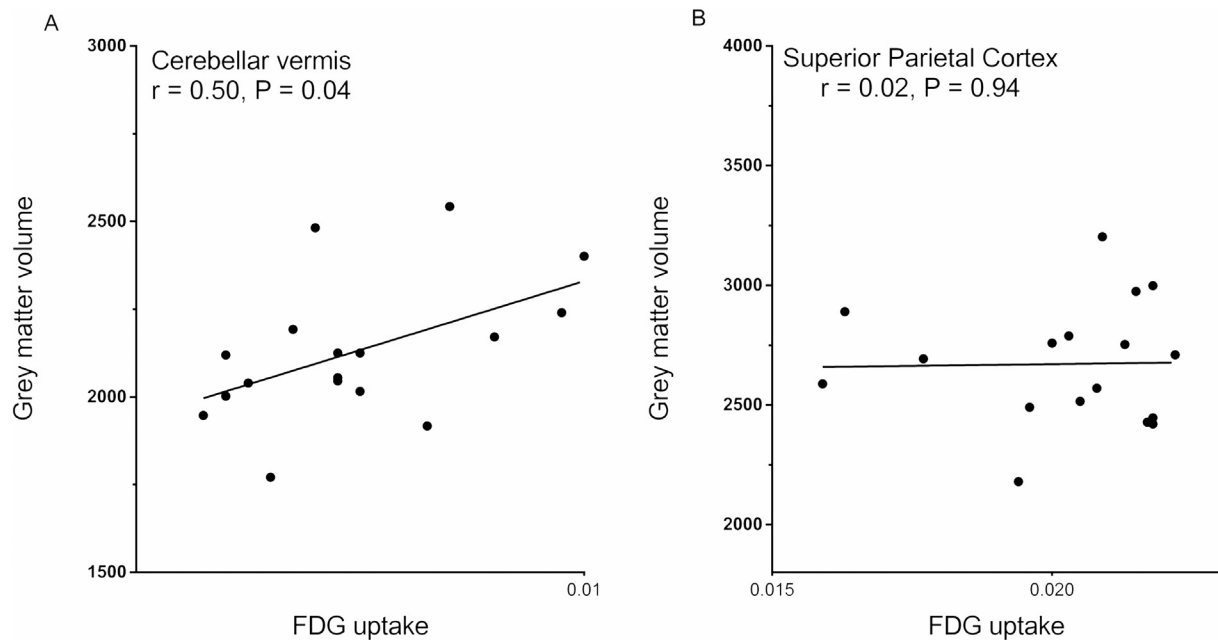 A
Cerebellar vermis
r = 0.50, P = 0.04
Grey matter volume
3000
2500
2000
1500
0.01
FDG uptake
B
Superior Parietal Cortex
r = 0.02, P = 0.94
Grey matter volume
4000
3500
3000
2500
2000
0.015
0.020
FDG uptake